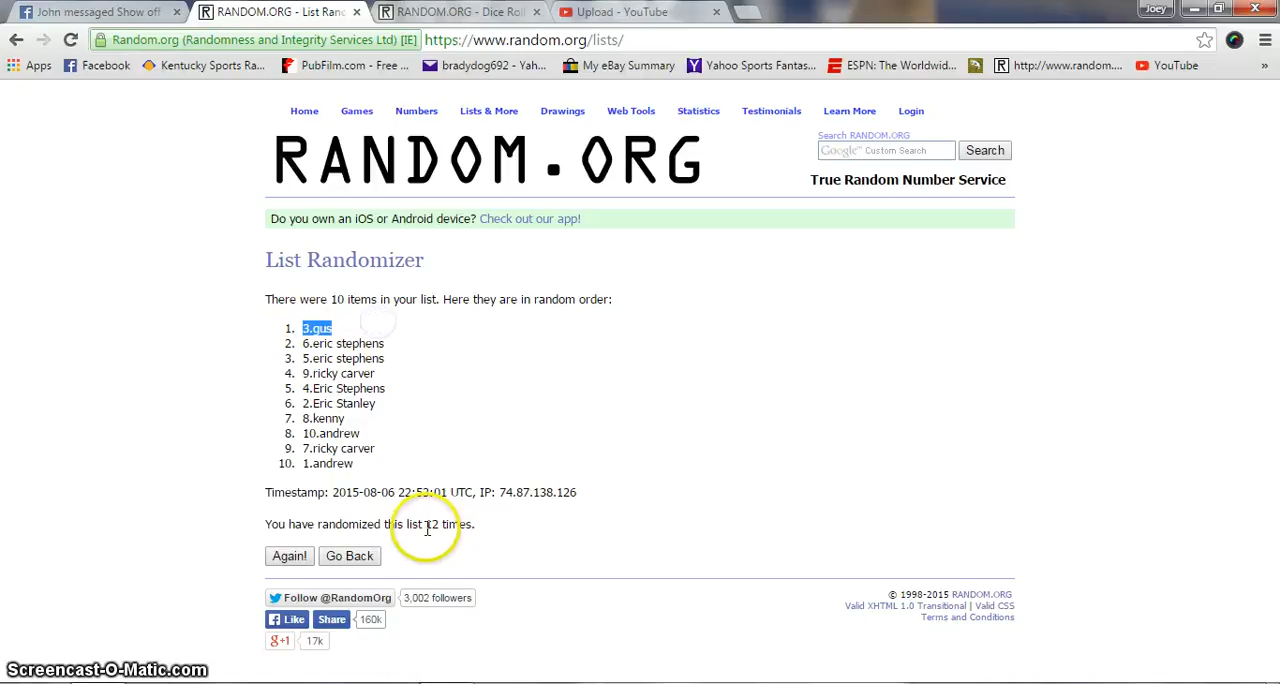 Joey
John messaged Show off
RANDOM.ORG - List Ran
RANDOM.ORG - Dice Roll
Upload - YouTube
Random.org (Randomness and Integrity Services Ltd) [IE]
https://www.random.org/lists/
Apps
Facebook
Kentucky Sports Ra...
PubFilm.com - Free ...
bradydog692 - Yah...
My eBay Summary
Yahoo Sports Fantas...
ESPN: The Worldwid...
http://www.random....
YouTube
»
Home Games Numbers Lists & More Drawings Web Tools Statistics Testimonials Learn More Login
RANDOM.ORG
Search RANDOM.ORG
Google™ Custom Search
Search
True Random Number Service
Do you own an iOS or Android device? Check out our app!
List Randomizer
There were 10 items in your list. Here they are in random order:
1. 3.gus
2. 6.eric stephens
3. 5.eric stephens
4. 9.ricky carver
5. 4.Eric Stephens
6. 2.Eric Stanley
7. 8.kenny
8. 10.andrew
9. 7.ricky carver
10. 1.andrew
Timestamp: 2015-08-06 22:53:01 UTC, IP: 74.87.138.126
You have randomized this list times.
Again! Go Back
Follow @RandomOrg 3,002 followers
Like Share 160k
g+1 17k
© 1998-2015 RANDOM.ORG
Valid XHTML 1.0 Transitional | Valid CSS
Terms and Conditions
Screencast-O-Matic.com